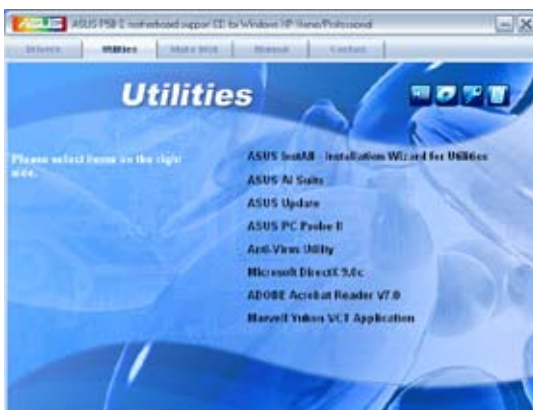 ASUS
ASUS P5B-E motherboard support CD for Windows XP Home/Professional
Drivers Utilities Make Disk Manual Contact
Utilities
Please select items on the right side.
ASUS InstAll - Installation Wizard for Utilities
ASUS AI Suite
ASUS Update
ASUS PC Probe II
Anti-Virus Utility
Microsoft DirectX 9.0c
ADOBE Acrobat Reader V7.0
Marvell Yukon VCT Application